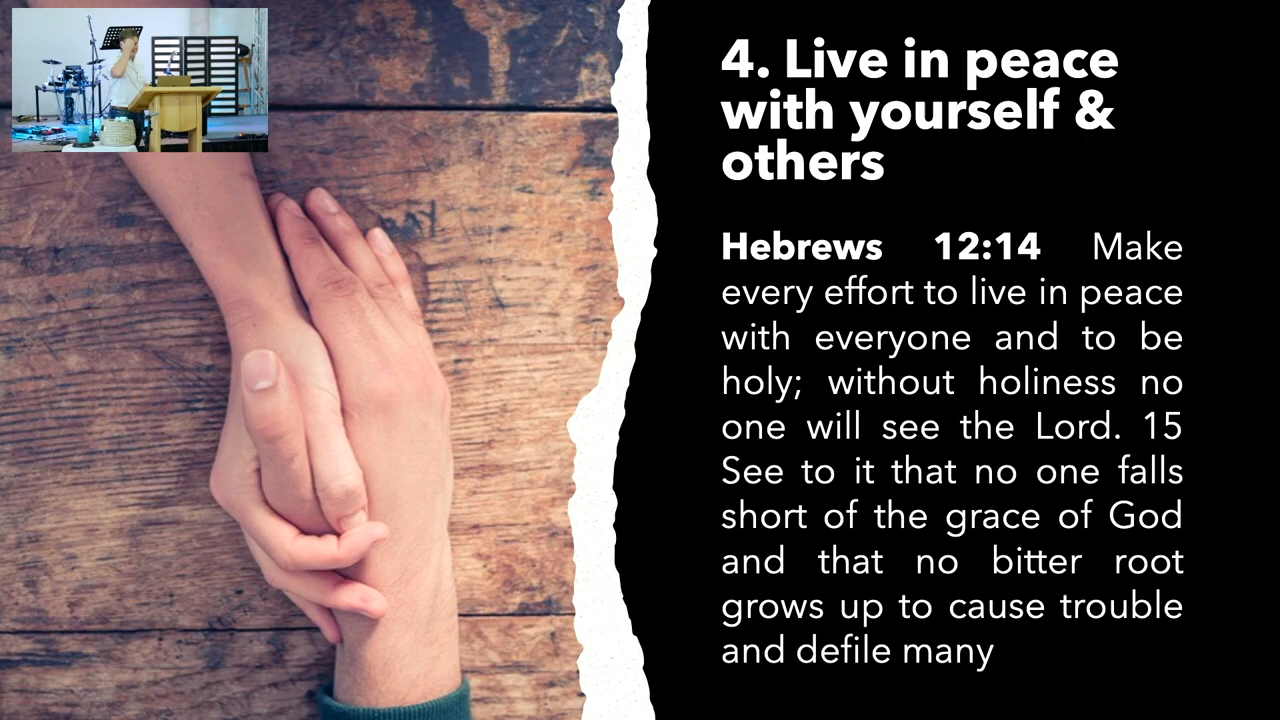 4. Live in peace
with yourself &
others
Hebrews 12:14 Make
every effort to live in peace
with everyone and to be
holy; without holiness no
one will see the Lord. 15
See to it that no one falls
short of the grace of God
and that no bitter root
grows up to cause trouble
and defile many